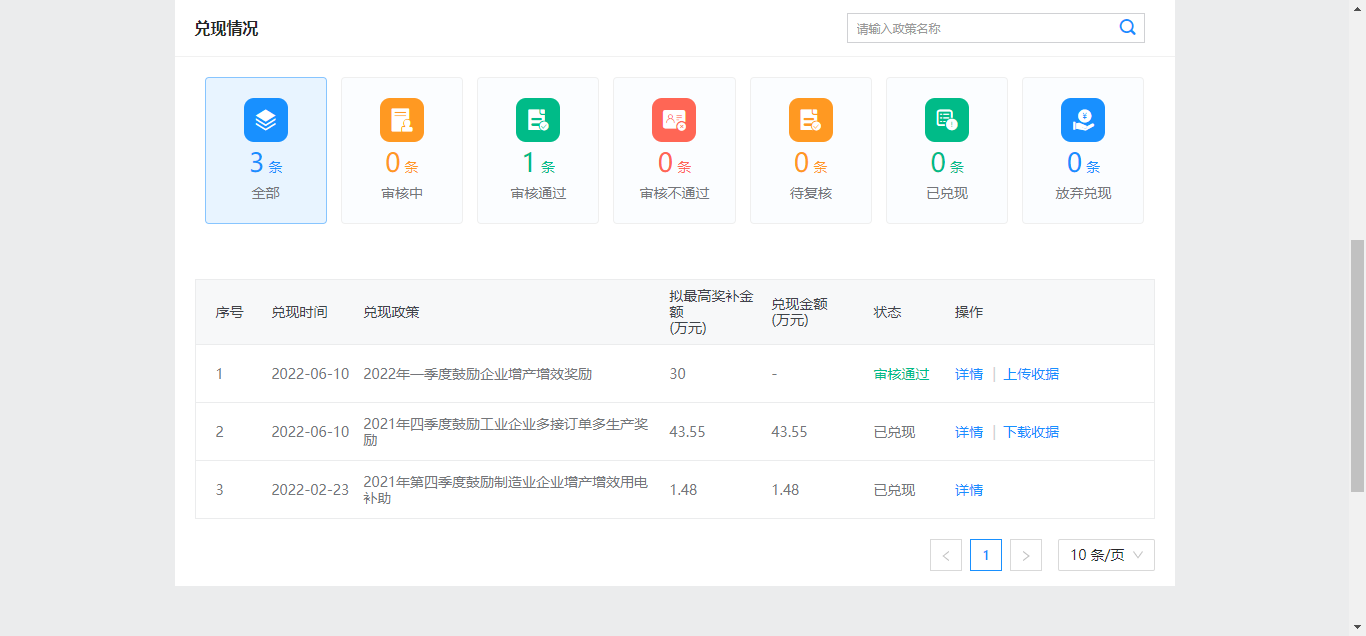 兑现情况
请输入政策名称
3 条
0 条
1 条
0 条
0 条
0 条
0 条
全部
审核中
审核通过
审核不通过
待复核
已兑现
放弃兑现
序号
兑现时间
兑现政策
拟最高奖补金
额
(万元)
兑现金额
(万元)
状态
操作
1
2022-06-10
2022年一季度鼓励企业增产增效奖励
30
-
审核通过
详情 | 上传收据
2
2022-06-10
2021年四季度鼓励工业企业多接订单多生产奖
励
43.55
43.55
已兑现
详情 | 下载收据
3
2022-02-23
2021年第四季度鼓励制造业企业增产增效用电
补助
1.48
1.48
已兑现
详情
< 1 > 10 条/页